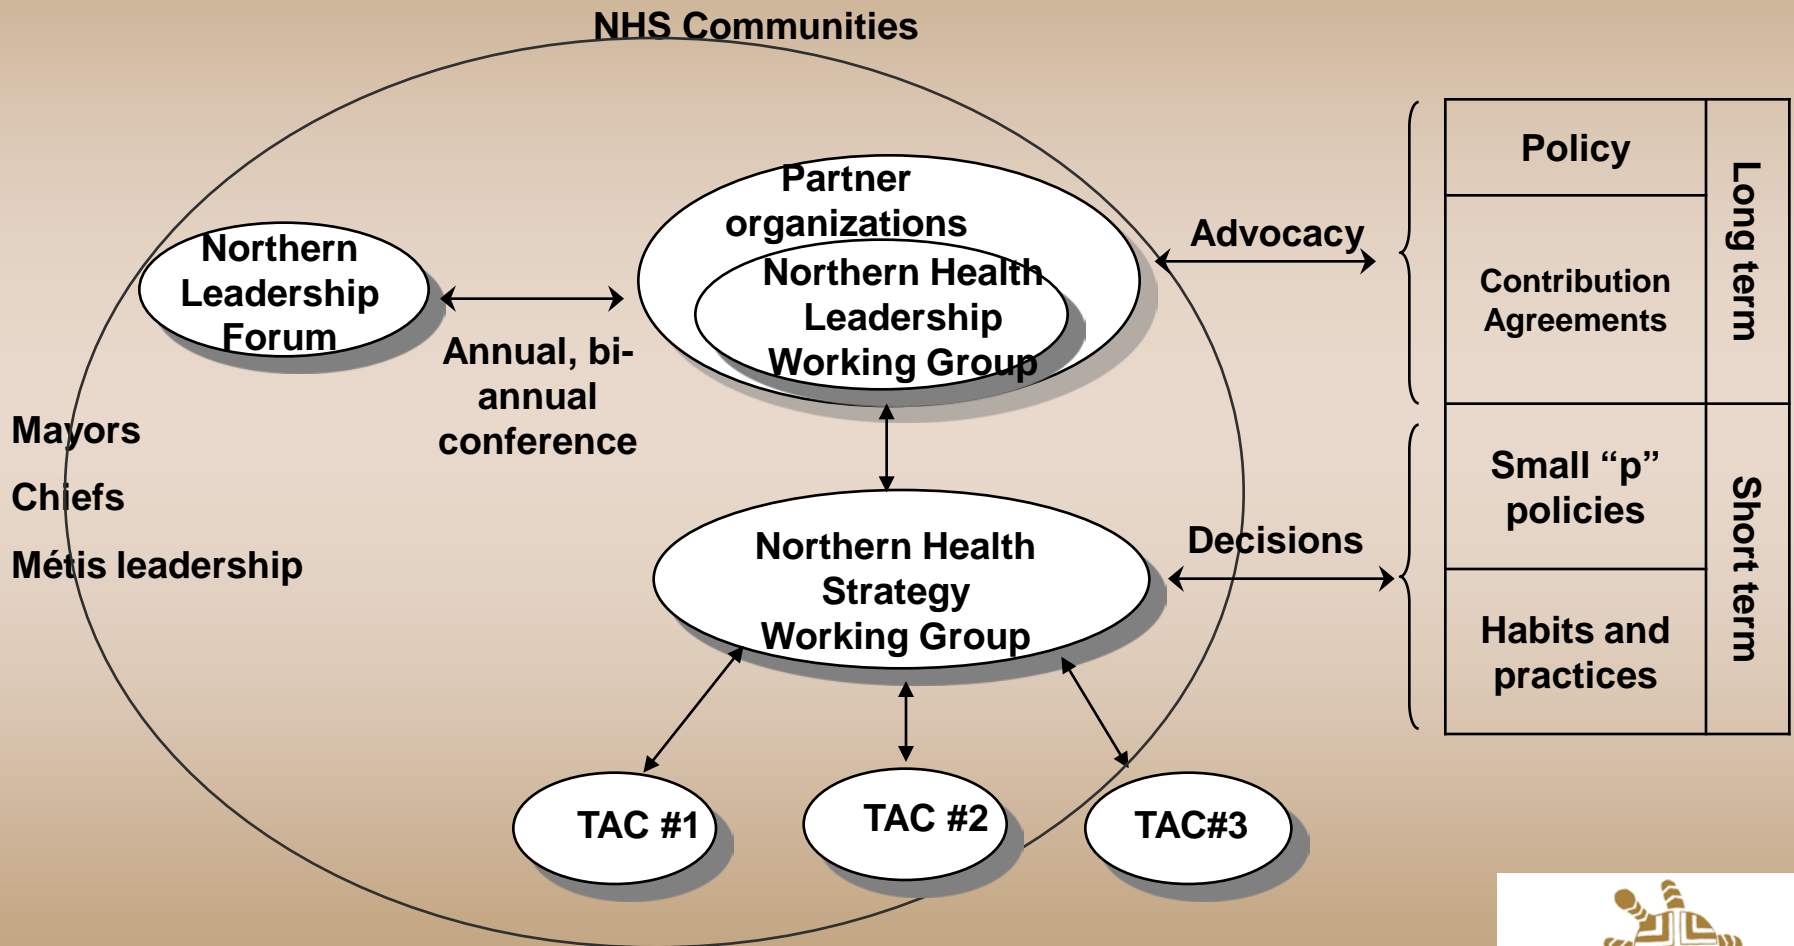 NHS Communities
Partner
organizations
Northern Health
Leadership
Working Group
Northern
Leadership
Forum
Annual, bi-
annual
conference
Advocacy
Policy
Contribution
Agreements
Long term
Mayors
Chiefs
Métis leadership
Northern Health
Strategy
Working Group
Decisions
Small “p”
policies
Habits and
practices
Short term
TAC #1
TAC #2
TAC#3